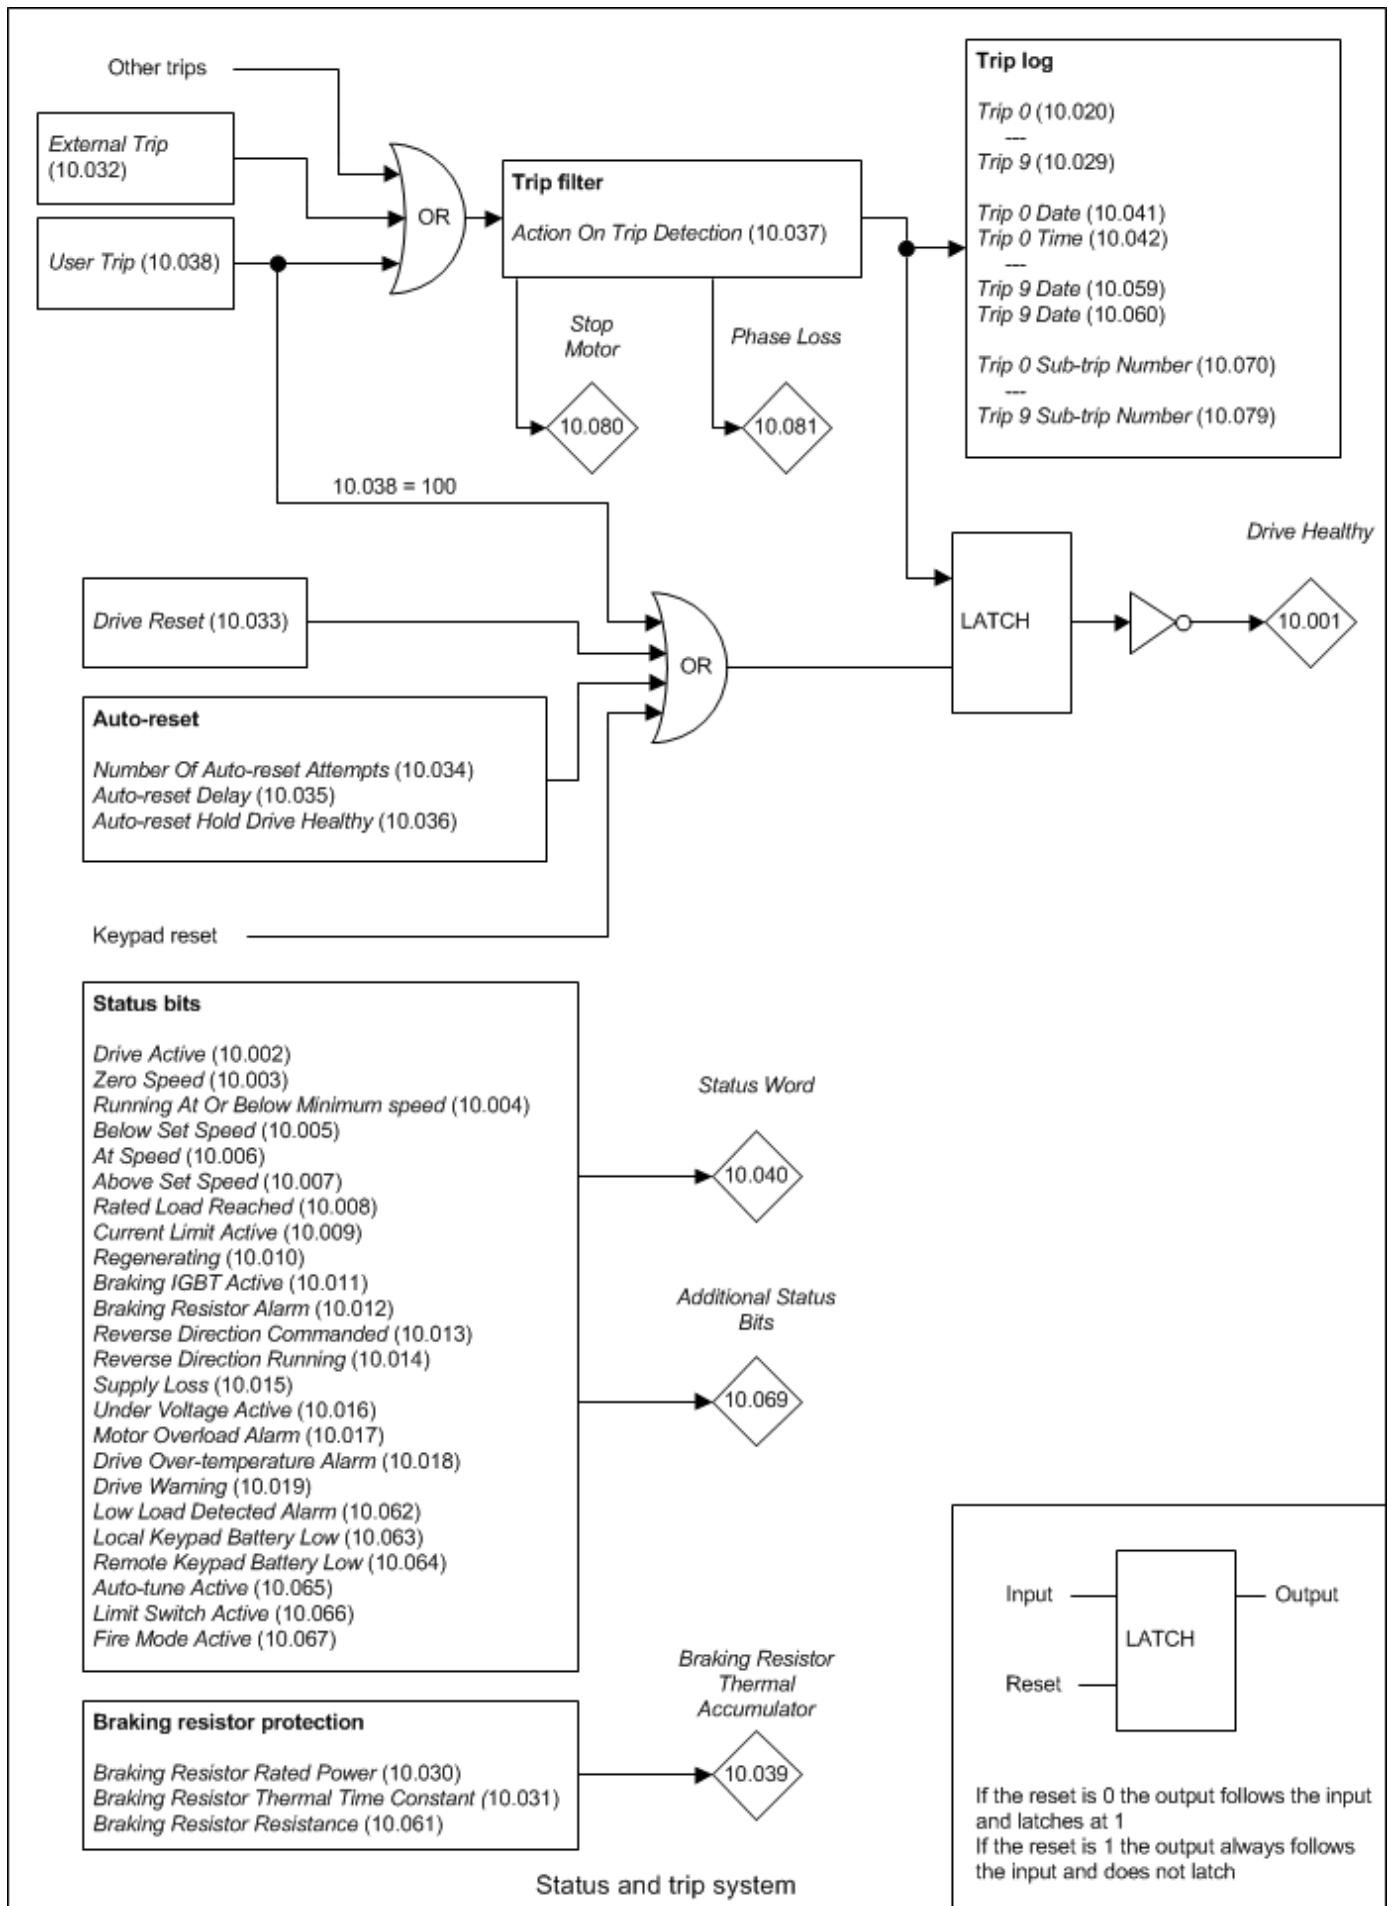 Other trips
External Trip
(10.032)
User Trip (10.038)
OR
Trip filter
Action On Trip Detection (10.037)
Stop
Motor
10.080
Phase Loss
10.081
Trip log
Trip 0 (10.020)
---
Trip 9 (10.029)
Trip 0 Date (10.041)
Trip 0 Time (10.042)
---
Trip 9 Date (10.059)
Trip 9 Date (10.060)
Trip 0 Sub-trip Number (10.070)
---
Trip 9 Sub-trip Number (10.079)
10.038 = 100
Drive Reset (10.033)
Auto-reset
Number Of Auto-reset Attempts (10.034)
Auto-reset Delay (10.035)
Auto-reset Hold Drive Healthy (10.036)
Keypad reset
OR
LATCH
Drive Healthy
10.001
Status bits
Drive Active (10.002)
Zero Speed (10.003)
Running At Or Below Minimum speed (10.004)
Below Set Speed (10.005)
At Speed (10.006)
Above Set Speed (10.007)
Rated Load Reached (10.008)
Current Limit Active (10.009)
Regenerating (10.010)
Braking IGBT Active (10.011)
Braking Resistor Alarm (10.012)
Reverse Direction Commanded (10.013)
Reverse Direction Running (10.014)
Supply Loss (10.015)
Under Voltage Active (10.016)
Motor Overload Alarm (10.017)
Drive Over-temperature Alarm (10.018)
Drive Warning (10.019)
Low Load Detected Alarm (10.062)
Local Keypad Battery Low (10.063)
Remote Keypad Battery Low (10.064)
Auto-tune Active (10.065)
Limit Switch Active (10.066)
Fire Mode Active (10.067)
Status Word
10.040
Additional Status
Bits
10.069
Braking resistor protection
Braking Resistor Rated Power (10.030)
Braking Resistor Thermal Time Constant (10.031)
Braking Resistor Resistance (10.061)
Braking Resistor
Thermal
Accumulator
10.039
Input
Reset
LATCH
Output
If the reset is 0 the output follows the input
and latches at 1
If the reset is 1 the output always follows
the input and does not latch
Status and trip system